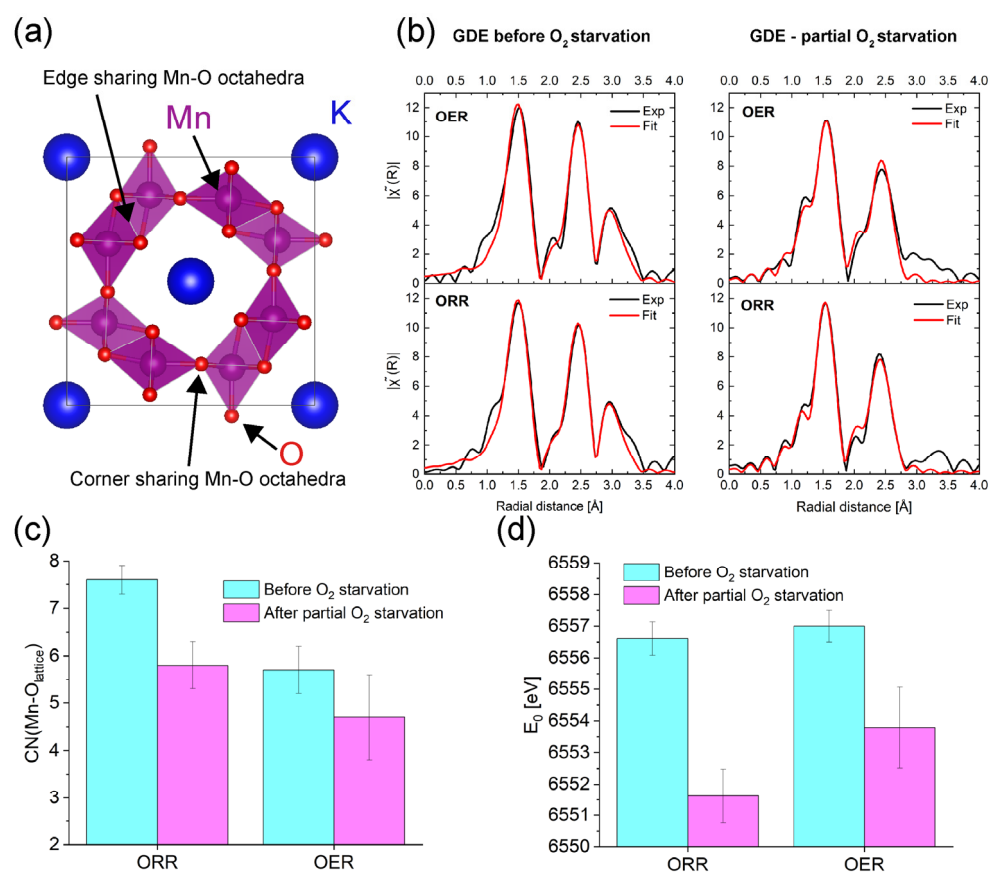 (a)
Edge sharing Mn-O octahedra
Mn
K
O
Corner sharing Mn-O octahedra
(b)
GDE before O₂ starvation
GDE - partial O₂ starvation
0.0 0.5 1.0 1.5 2.0 2.5 3.0 3.5 4.0
0.0 0.5 1.0 1.5 2.0 2.5 3.0 3.5 4.0
OER
Exp
Fit
OER
Exp
Fit
12
10
8
6
4
2
0
|χ̃(R)|
12
10
8
6
4
2
0
ORR
Exp
Fit
ORR
Exp
Fit
12
10
8
6
4
2
0
|χ̃(R)|
12
10
8
6
4
2
0
0.0 0.5 1.0 1.5 2.0 2.5 3.0 3.5 4.0
0.0 0.5 1.0 1.5 2.0 2.5 3.0 3.5 4.0
Radial distance [Å]
Radial distance [Å]
(c)
8
7
6
5
4
3
2
CN(Mn-Olattice)
Before O₂ starvation
After partial O₂ starvation
ORR OER
(d)
6559
6558
6557
6556
6555
6554
6553
6552
6551
6550
E₀ [eV]
Before O₂ starvation
After partial O₂ starvation
ORR OER